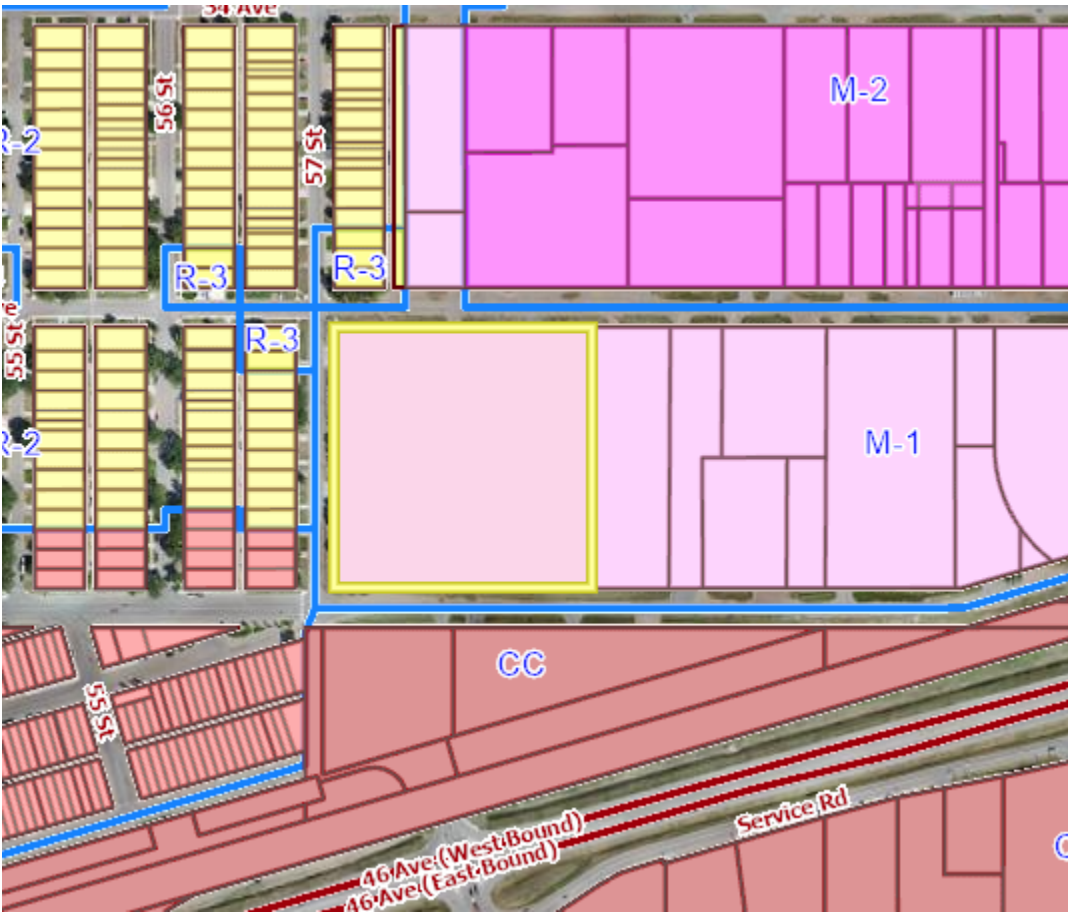 54 Ave
56 St
M-2
57 St
R-2
R-3
R-3
R-3
55 St
R-2
M-1
CC
55 St
Service Rd
46 Ave (West Bound)
46 Ave (East Bound)